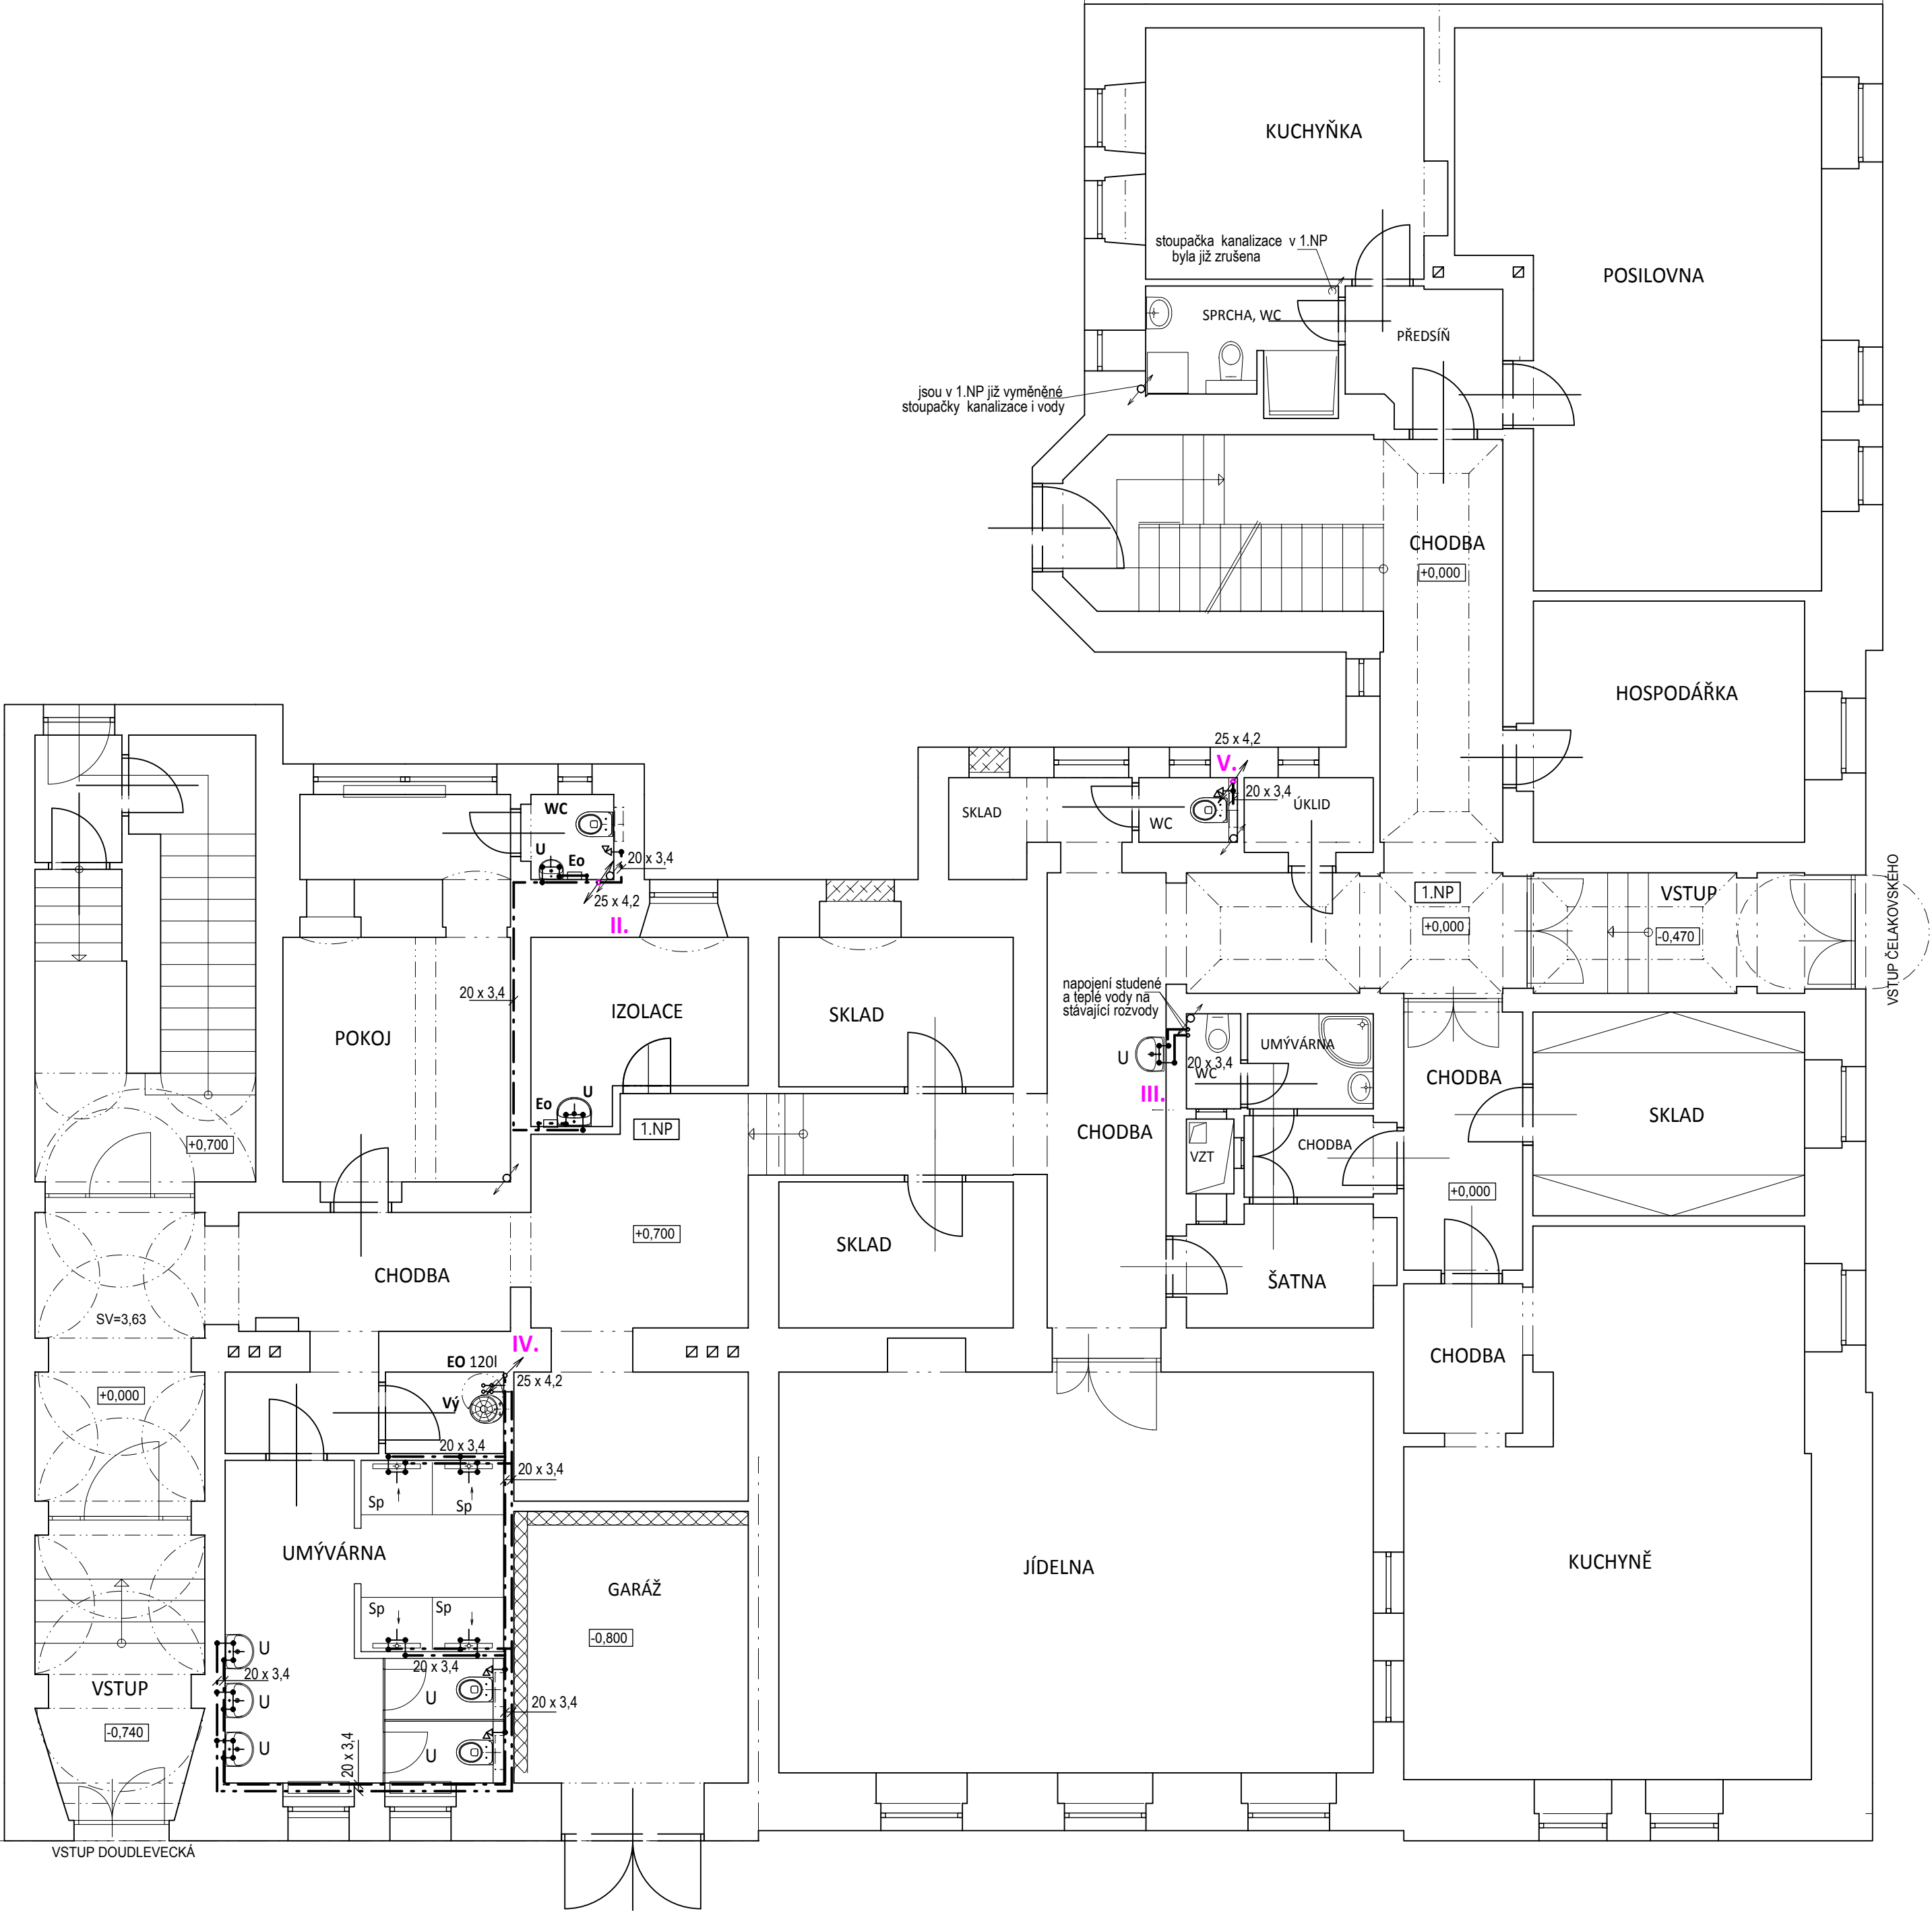 KUCHYŇKA
stoupačka kanalizace v 1.NP
byla již zrušena
POSILOVNA
SPRCHA, WC
PŘEDSÍŇ
jsou v 1.NP již vyměněné
stoupačky kanalizace i vody
CHODBA
+0,000
HOSPODÁŘKA
25 x 4,2
V.
20 x 3,4
SKLAD
WC
ÚKLID
WC
U
Eo
20 x 3,4
25 x 4,2
II.
1.NP
+0,000
VSTUP
-0,470
VSTUP ČELAKOVSKÉHO
20 x 3,4
POKOJ
IZOLACE
SKLAD
napojení studené
a teplé vody na
stávající rozvody
U
20 x 3,4
WC
UMÝVÁRNA
III.
CHODBA
SKLAD
Eo
U
1.NP
CHODBA
VZT
CHODBA
+0,700
+0,000
+0,700
SKLAD
CHODBA
ŠATNA
SV=3,63
IV.
EO 120l
25 x 4,2
Vý
CHODBA
+0,000
20 x 3,4
20 x 3,4
Sp
Sp
UMÝVÁRNA
GARÁŽ
JÍDELNA
KUCHYNĚ
Sp
Sp
-0,800
U
20 x 3,4
20 x 3,4
VSTUP
U
U
20 x 3,4
-0,740
U
U
20 x 3,4
VSTUP DOUDLEVECKÁ